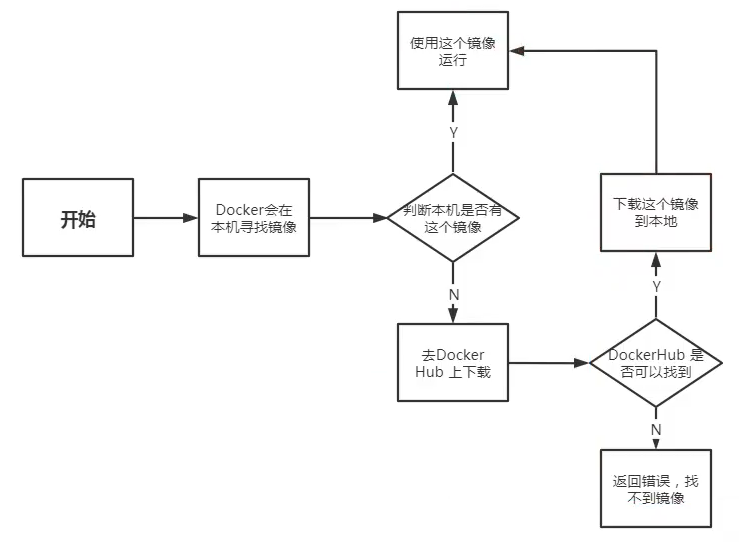 使用这个镜像
运行
Y
开始
Docker会在
本机寻找镜像
判断本机是否有
这个镜像
下载这个镜像
到本地
Y
N
去Docker
Hub 上下载
DockerHub 是
否可以找到
N
返回错误，找
不到镜像